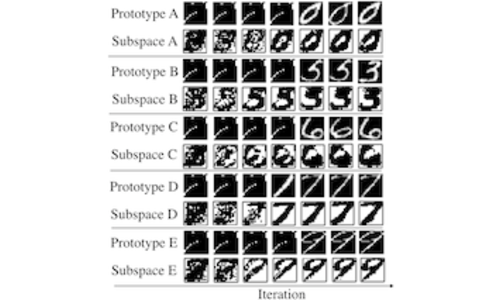 Prototype A
Subspace A
Prototype B
Subspace B
Prototype C
Subspace C
Prototype D
Subspace D
Prototype E
Subspace E
Iteration